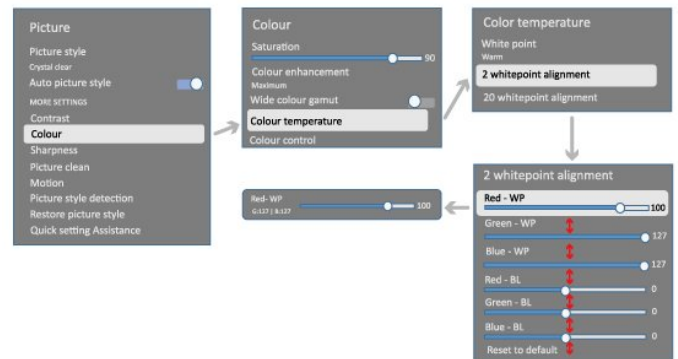 Picture
Picture style
Crystal clear
Auto picture style
MORE SETTINGS
Contrast
Colour
Sharpness
Picture clean
Motion
Picture style detection
Restore picture style
Quick setting Assistance
Colour
Saturation
90
Colour enhancement
Maximum
Wide colour gamut
Colour temperature
Colour control
Color temperature
White point
Warm
2 whitepoint alignment
20 whitepoint alignment
2 whitepoint alignment
Red - WP
100
Green - WP
127
Blue - WP
127
Red - BL
0
Green - BL
0
Blue - BL
0
Reset to default
Red- WP
G:127 | B:127
100